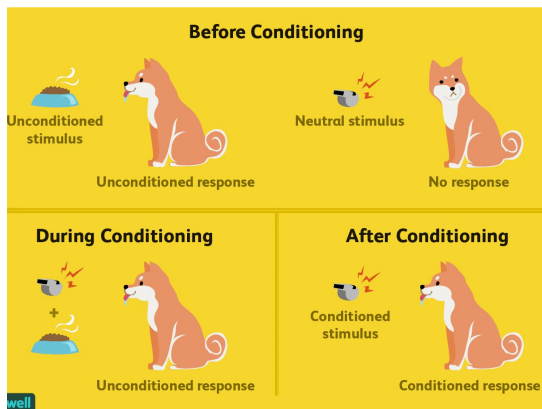 Before Conditioning
Unconditioned
stimulus
Neutral stimulus
Unconditioned response
No response
During Conditioning
+
Unconditioned response
After Conditioning
Conditioned
stimulus
Conditioned response
well